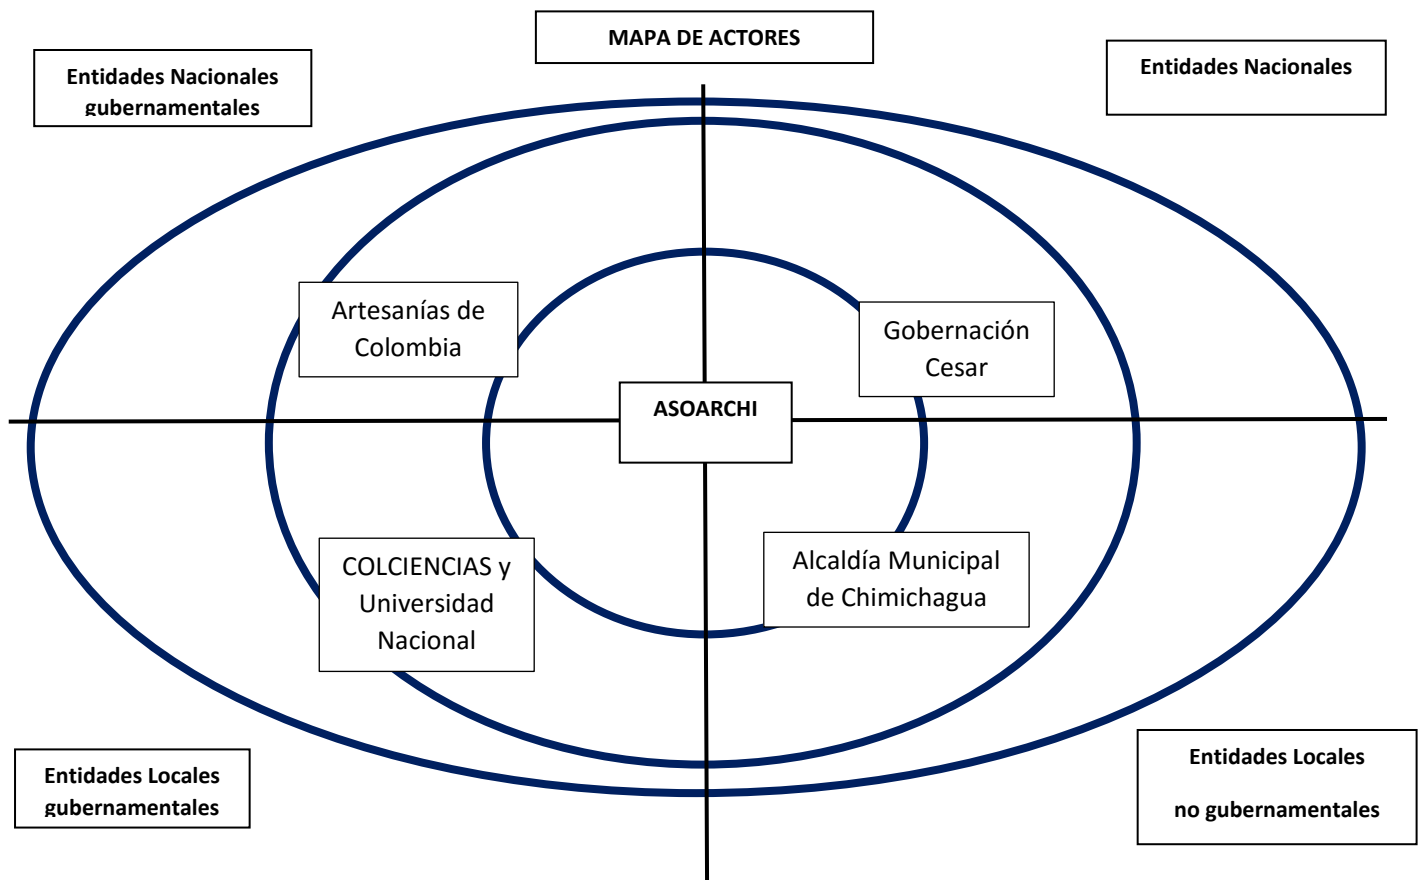 MAPA DE ACTORES
Entidades Nacionales
gubernamentales
Entidades Nacionales
Artesanías de
Colombia
Gobernación
Cesar
ASOARCHI
COLCIENCIAS y
Universidad
Nacional
Alcaldía Municipal
de Chimichagua
Entidades Locales
gubernamentales
Entidades Locales
no gubernamentales